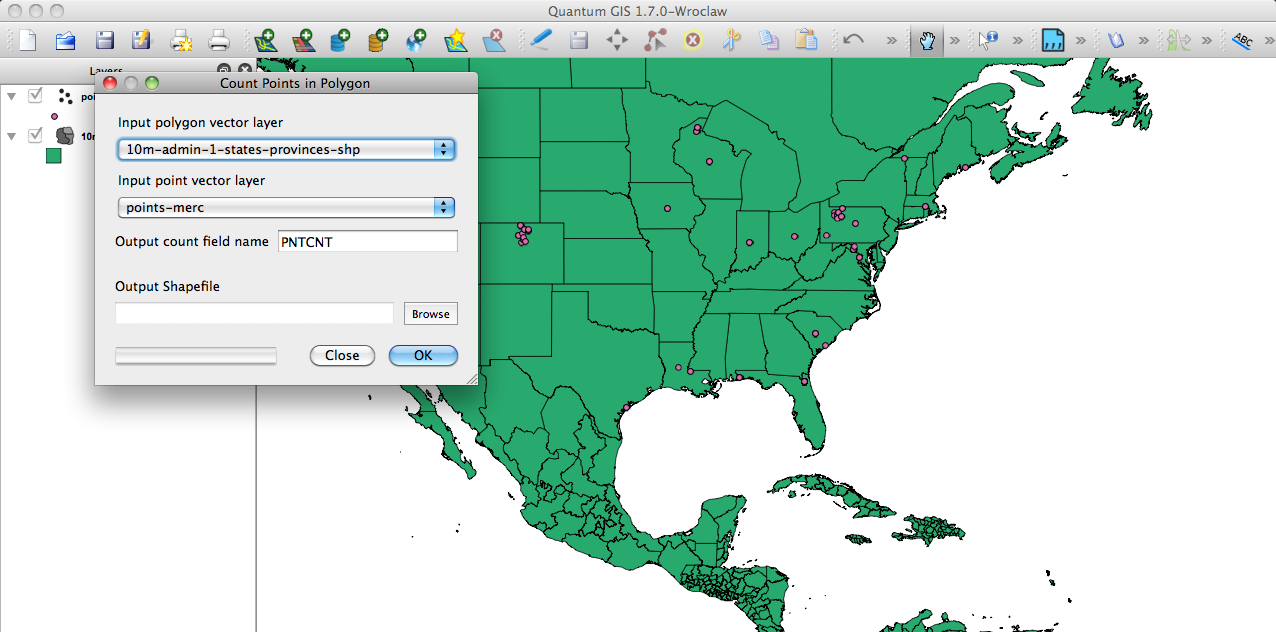 Quantum GIS 1.7.0-Wroclaw
ABC
Layers
Count Points in Polygon
Input polygon vector layer
10m-admin-1-states-provinces-shp
Input point vector layer
points-merc
Output count field name PNTCNT
Output Shapefile
Browse
Close OK
poi
10m